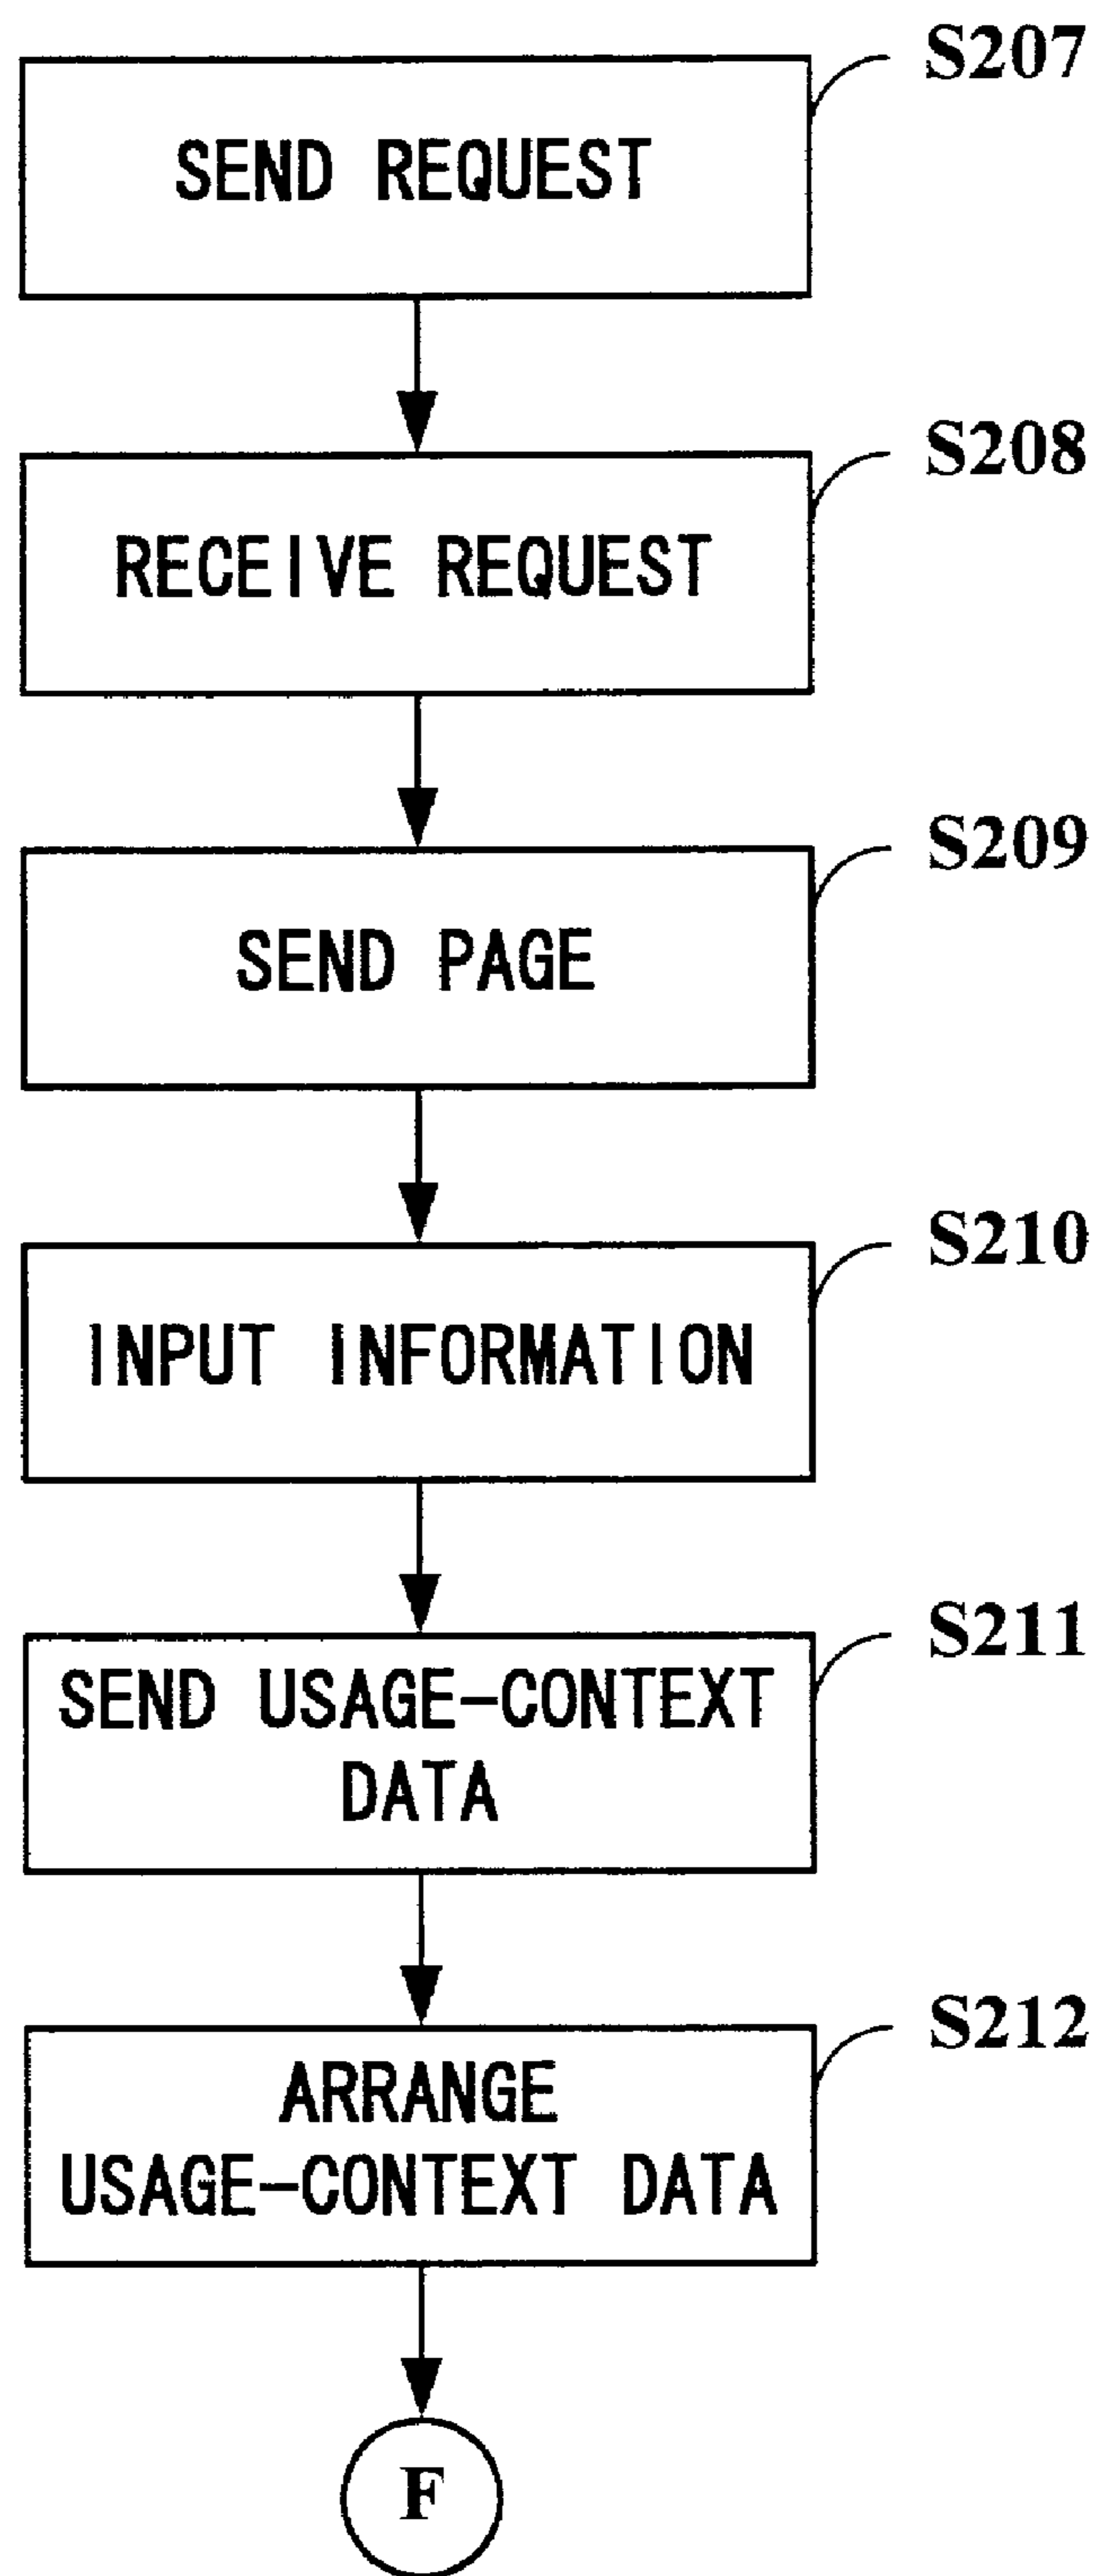 S207
SEND REQUEST
S208
RECEIVE REQUEST
S209
SEND PAGE
S210
INPUT INFORMATION
S211
SEND USAGE-CONTEXT
DATA
S212
ARRANGE
USAGE-CONTEXT DATA
F